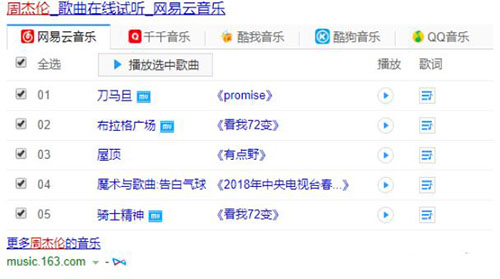 周杰伦_歌曲在线试听_网易云音乐
网易云音乐 千千音乐 酷我音乐 酷狗音乐 QQ音乐
全选 播放选中歌曲 播放 歌词
01 刀马旦 MV 《promise》
02 布拉格广场 MV 《看我72变》
03 屋顶 《有点野》
04 魔术与歌曲:告白气球 《2018年中央电视台春...》
05 骑士精神 MV 《看我72变》
更多周杰伦的音乐
music.163.com -